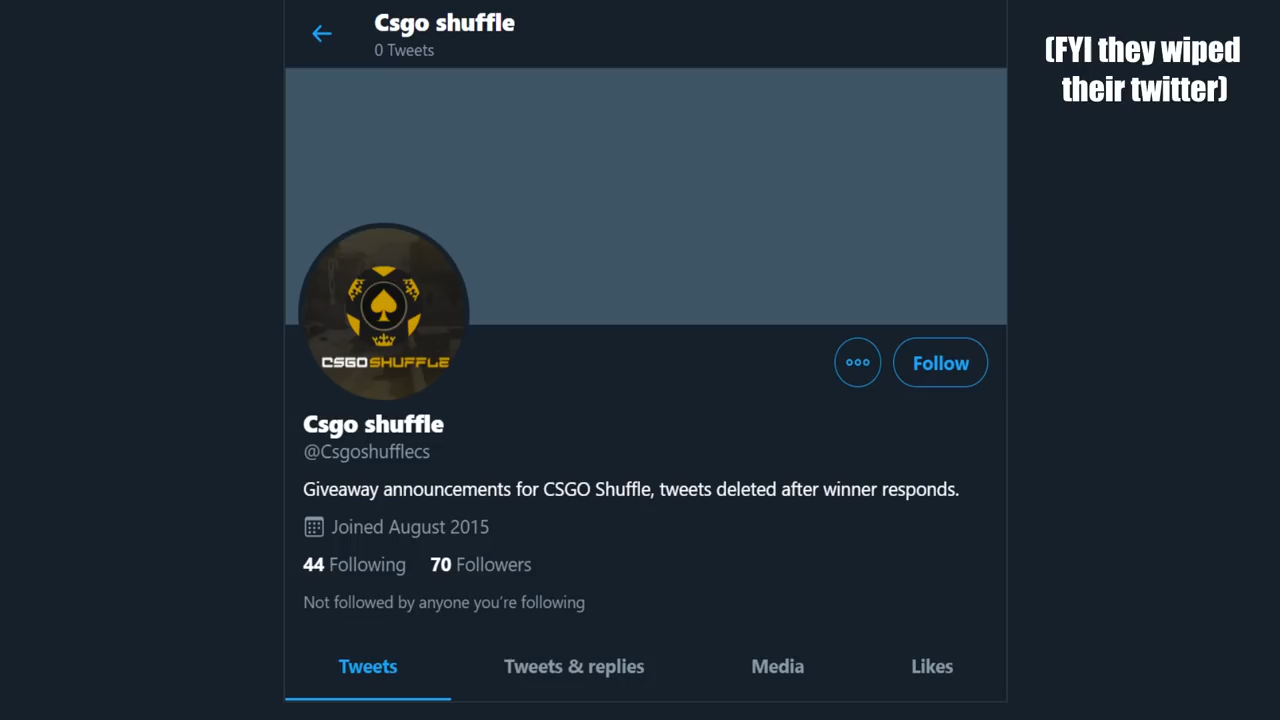 Csgo shuffle
0 Tweets
(FYI they wiped
their twitter)
CSGOSHUFFLE
Follow
Csgo shuffle
@Csgoshufflecs
Giveaway announcements for CSGO Shuffle, tweets deleted after winner responds.
Joined August 2015
44 Following 70 Followers
Not followed by anyone you’re following
Tweets Tweets & replies Media Likes